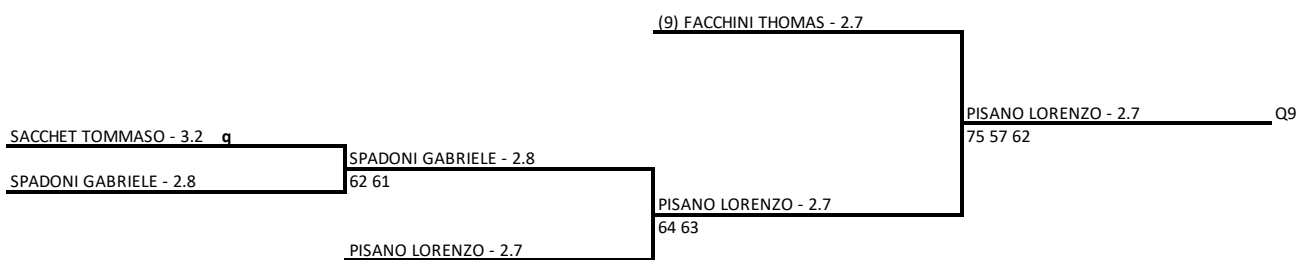 (9) FACCHINI THOMAS - 2.7
PISANO LORENZO - 2.7
Q9
SACCHET TOMMASO - 3.2 q
75 57 62
SPADONI GABRIELE - 2.8
SPADONI GABRIELE - 2.8
62 61
PISANO LORENZO - 2.7
64 63
PISANO LORENZO - 2.7